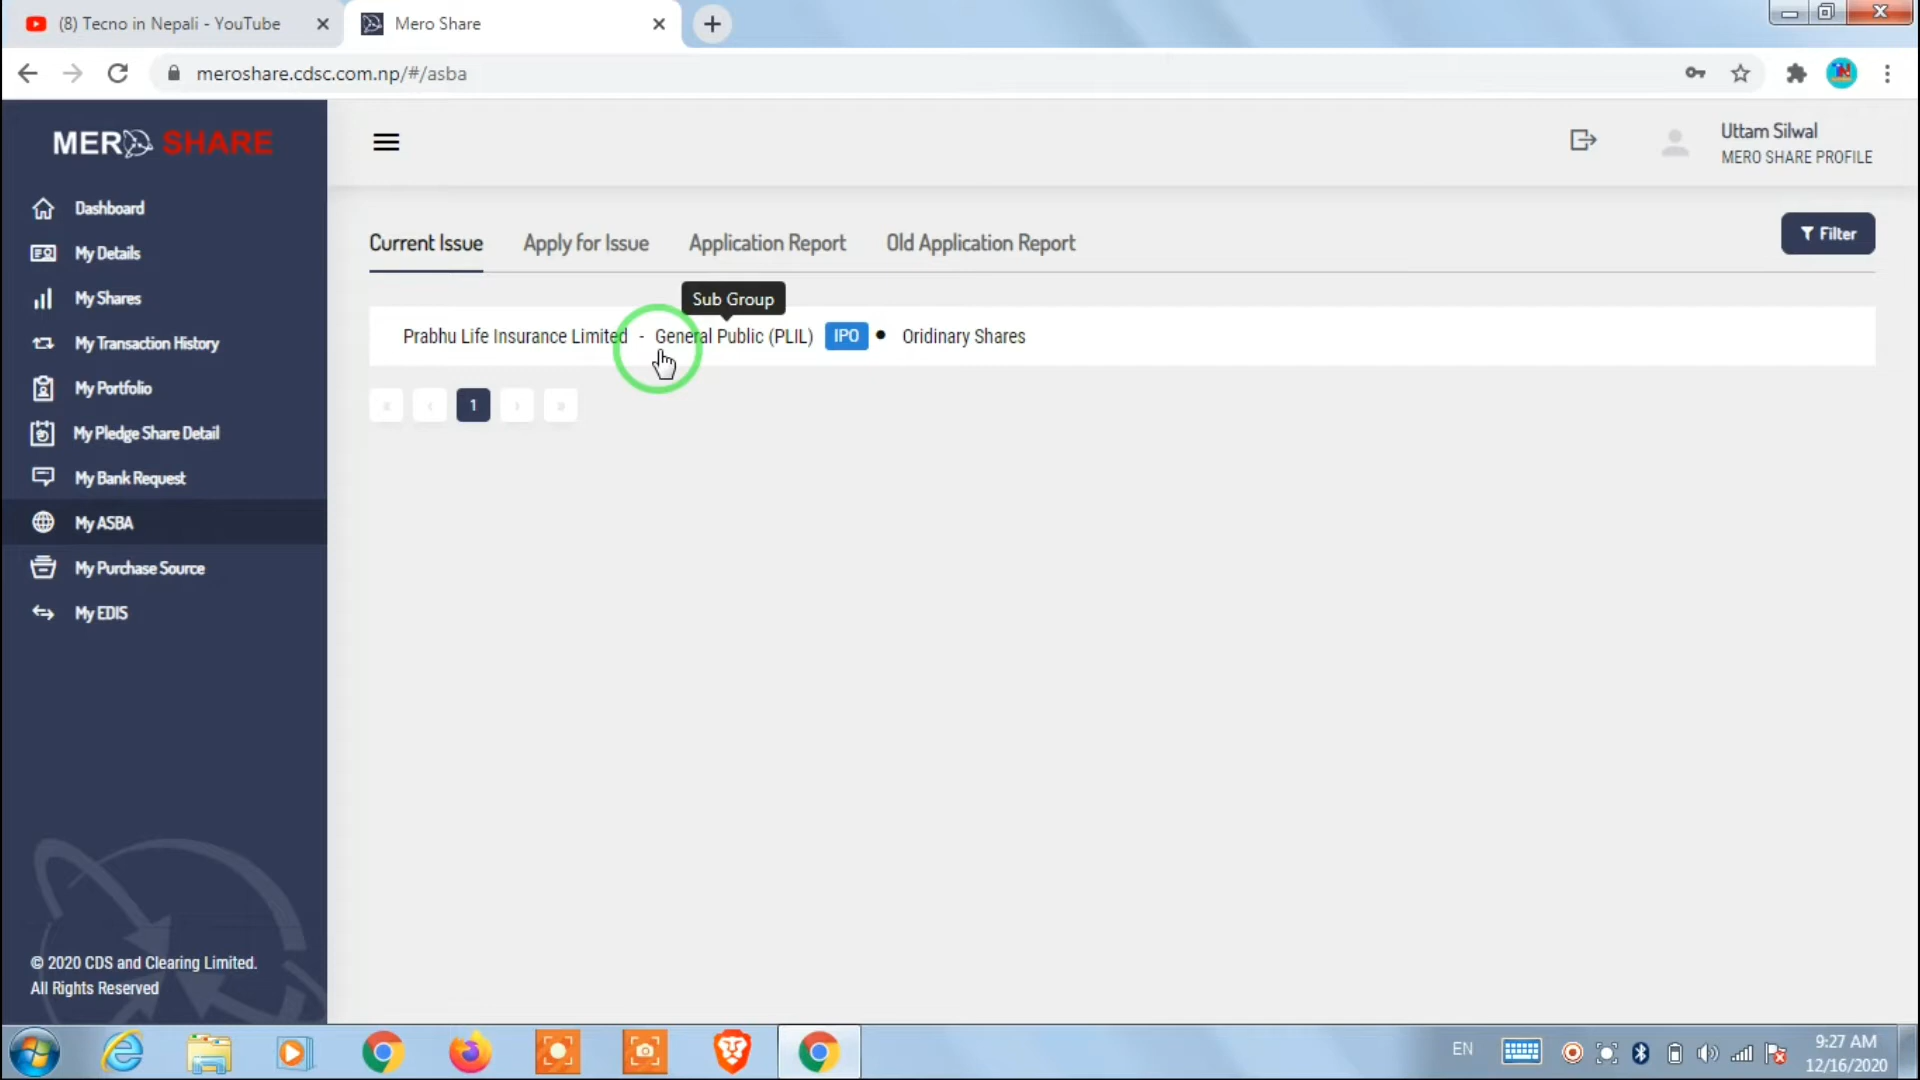 (8) Tecno in Nepali - YouTube
Mero Share
meroshare.cdsc.com.np/#/asba
MERO SHARE
Uttam Silwal
MERO SHARE PROFILE
Dashboard
My Details
My Shares
My Transaction History
My Portfolio
My Pledge Share Detail
My Bank Request
My ASBA
My Purchase Source
My EDIS
Current Issue
Apply for Issue
Application Report
Old Application Report
Filter
Sub Group
Prabhu Life Insurance Limited - General Public (PLIL) IPO • Oridinary Shares
« ‹ 1 › »
© 2020 CDS and Clearing Limited.
All Rights Reserved
EN
9:27 AM
12/16/2020